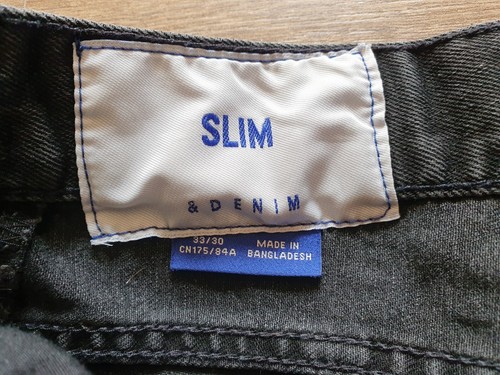 SLIM
& DENIM
33/30
CN175/84A
MADE IN
BANGLADESH